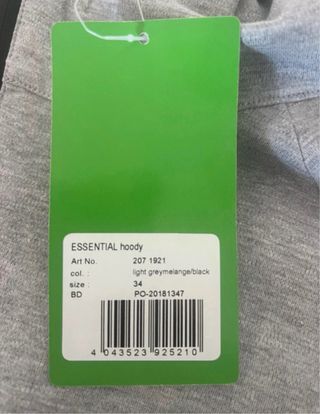 ESSENTIAL hoody
Art No. 207 1921
col. : light greymelange/black
size : 34
BD PO-20181347
4 043523 925210